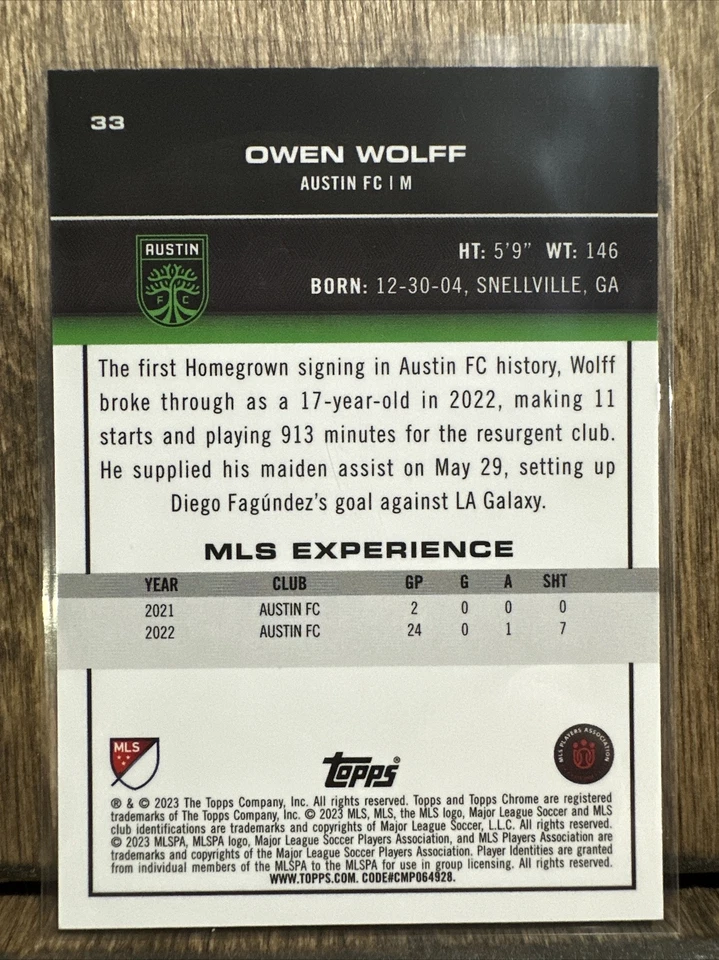 33
OWEN WOLFF
AUSTIN FC | M
AUSTIN
F C
HT: 5'9" WT: 146
BORN: 12-30-04, SNELLVILLE, GA
The first Homegrown signing in Austin FC history, Wolff
broke through as a 17-year-old in 2022, making 11
starts and playing 913 minutes for the resurgent club.
He supplied his maiden assist on May 29, setting up
Diego Fagúndez's goal against LA Galaxy.
MLS EXPERIENCE
YEAR CLUB GP G A SHT
2021 AUSTIN FC 2 0 0 0
2022 AUSTIN FC 24 0 1 7
MLS
topps®
MLS PLAYERS ASSOCIATION
® & © 2023 The Topps Company, Inc. All rights reserved. Topps and Topps Chrome are registered
trademarks of The Topps Company, Inc. © 2023 MLS, MLS, the MLS logo, Major League Soccer and MLS
club identifications are trademarks and copyrights of Major League Soccer, L.L.C. All rights reserved.
© 2023 MLSPA, MLSPA logo, Major League Soccer Players Association, and MLS Players Association are
trademarks and copyrights of the Major League Soccer Players Association. Player Identities are granted
from individual members of the MLSPA to the MLSPA for use in group licensing. All rights reserved.
WWW.TOPPS.COM. CODE#CMP064928.